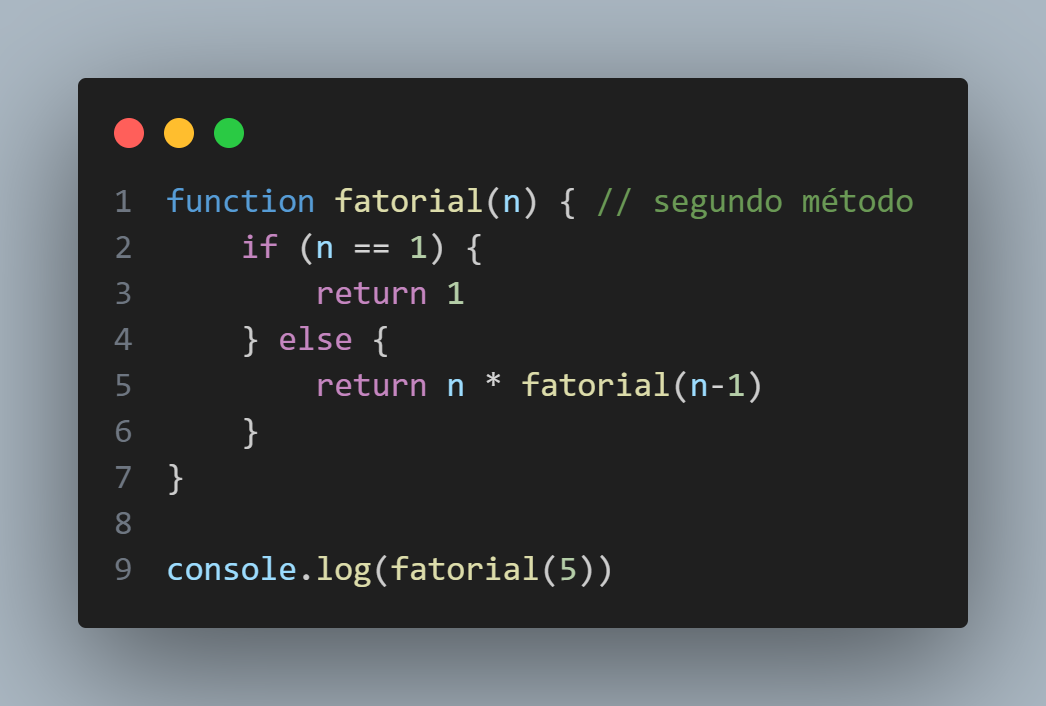 1 function fatorial(n) { // segundo método
2     if (n == 1) {
3         return 1
4     } else {
5         return n * fatorial(n-1)
6     }
7 }
8
9 console.log(fatorial(5))